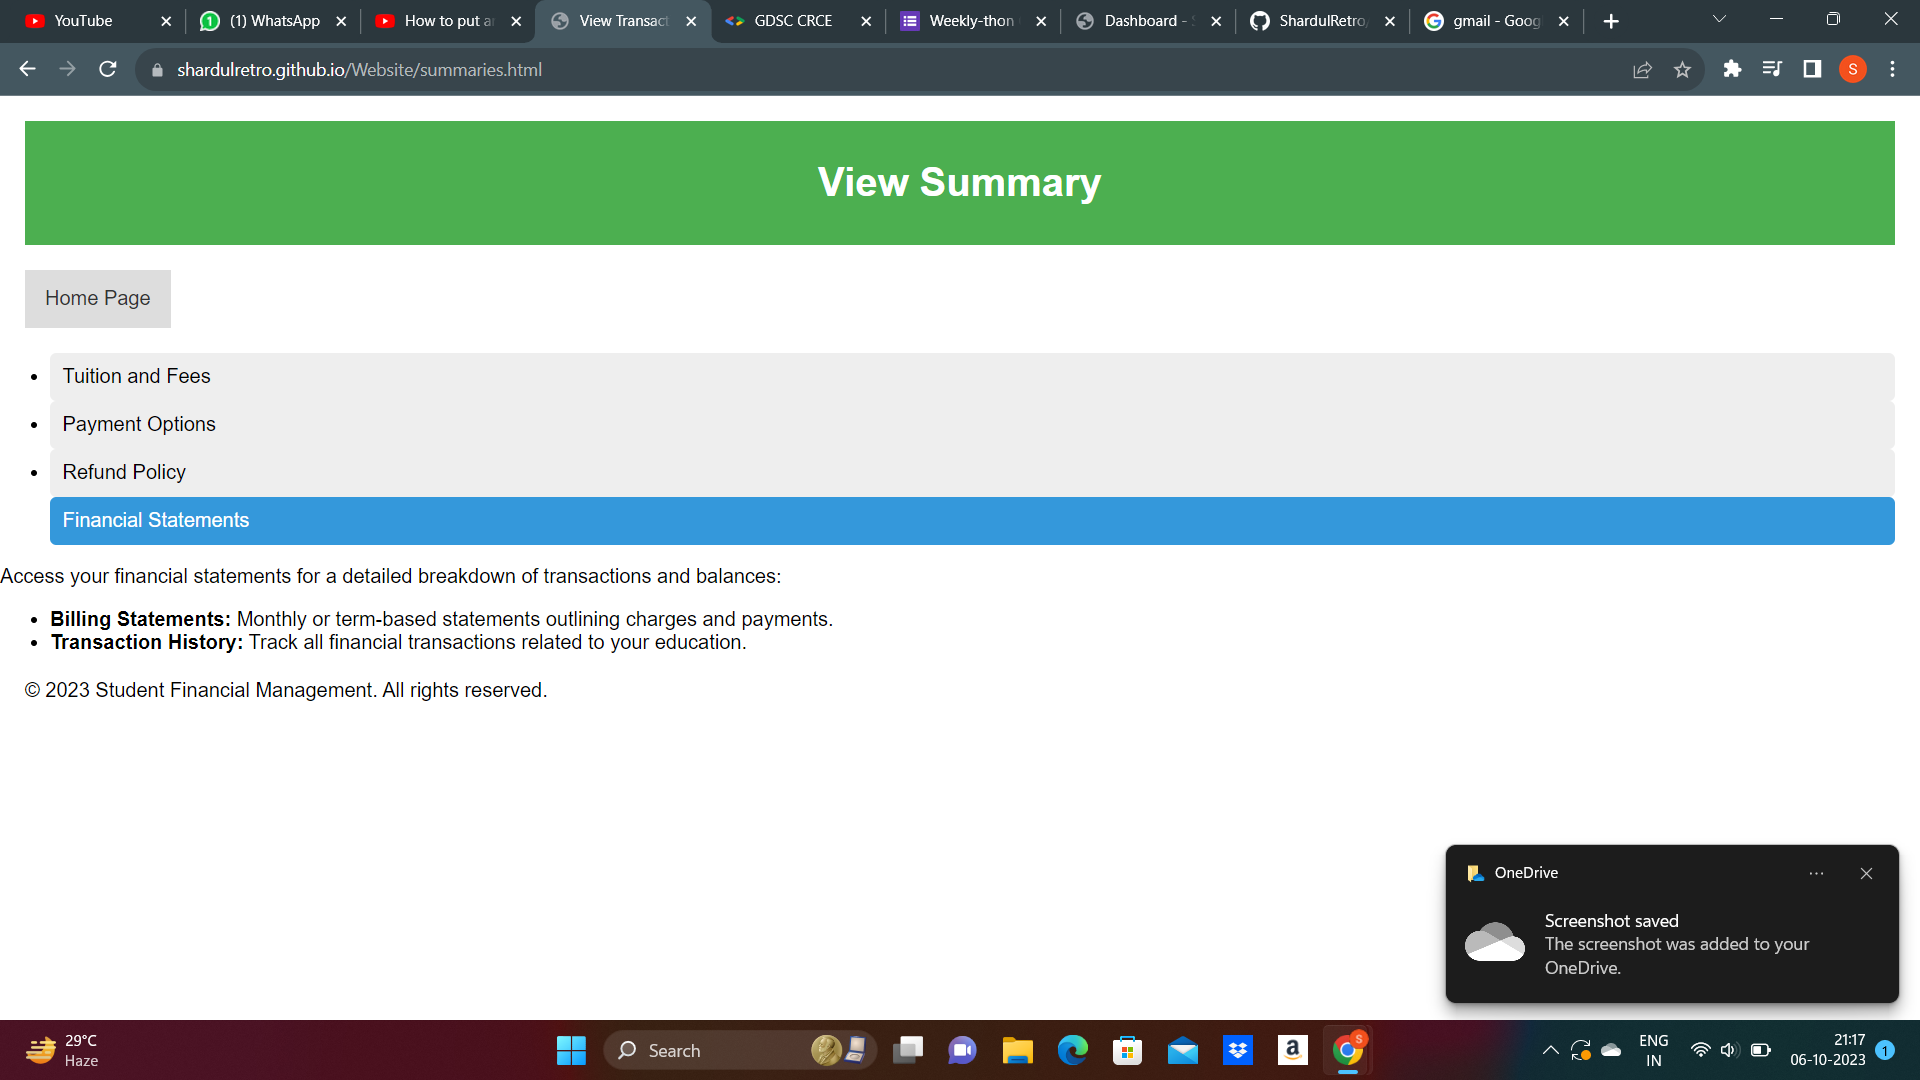 YouTube
(1) WhatsApp
How to put a
View Transact
GDSC CRCE
Weekly-thon
Dashboard - S
ShardulRetro/
gmail - Goog
shardulretro.github.io/Website/summaries.html
S
View Summary
Home Page
• Tuition and Fees
• Payment Options
• Refund Policy
Financial Statements
Access your financial statements for a detailed breakdown of transactions and balances:
• Billing Statements: Monthly or term-based statements outlining charges and payments.
• Transaction History: Track all financial transactions related to your education.
© 2023 Student Financial Management. All rights reserved.
OneDrive
Screenshot saved
The screenshot was added to your
OneDrive.
29°C
Haze
Search
a
S
ENG
IN
21:17
06-10-2023
1